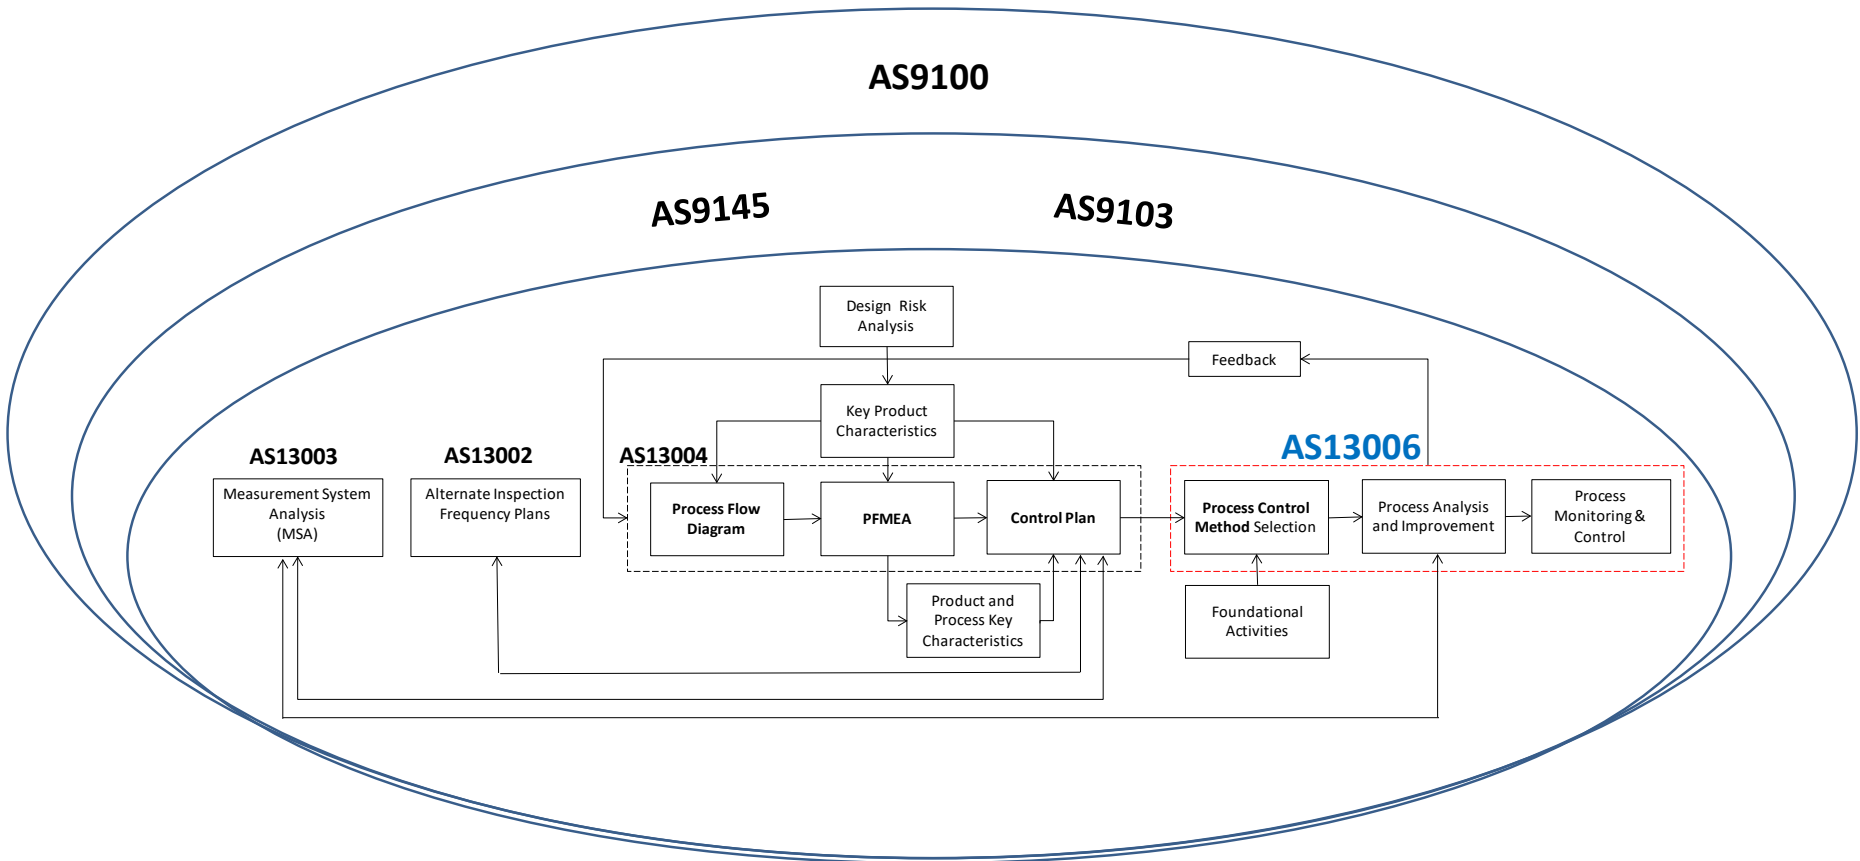 AS9100
AS9145
AS9103
Design Risk
Analysis
Feedback
Key Product
Characteristics
AS13003
AS13002
AS13004
AS13006
Measurement System
Analysis
(MSA)
Alternate Inspection
Frequency Plans
Process Flow
Diagram
PFMEA
Control Plan
Process Control
Method Selection
Process Analysis
and Improvement
Process
Monitoring &
Control
Product and
Process Key
Characteristics
Foundational
Activities